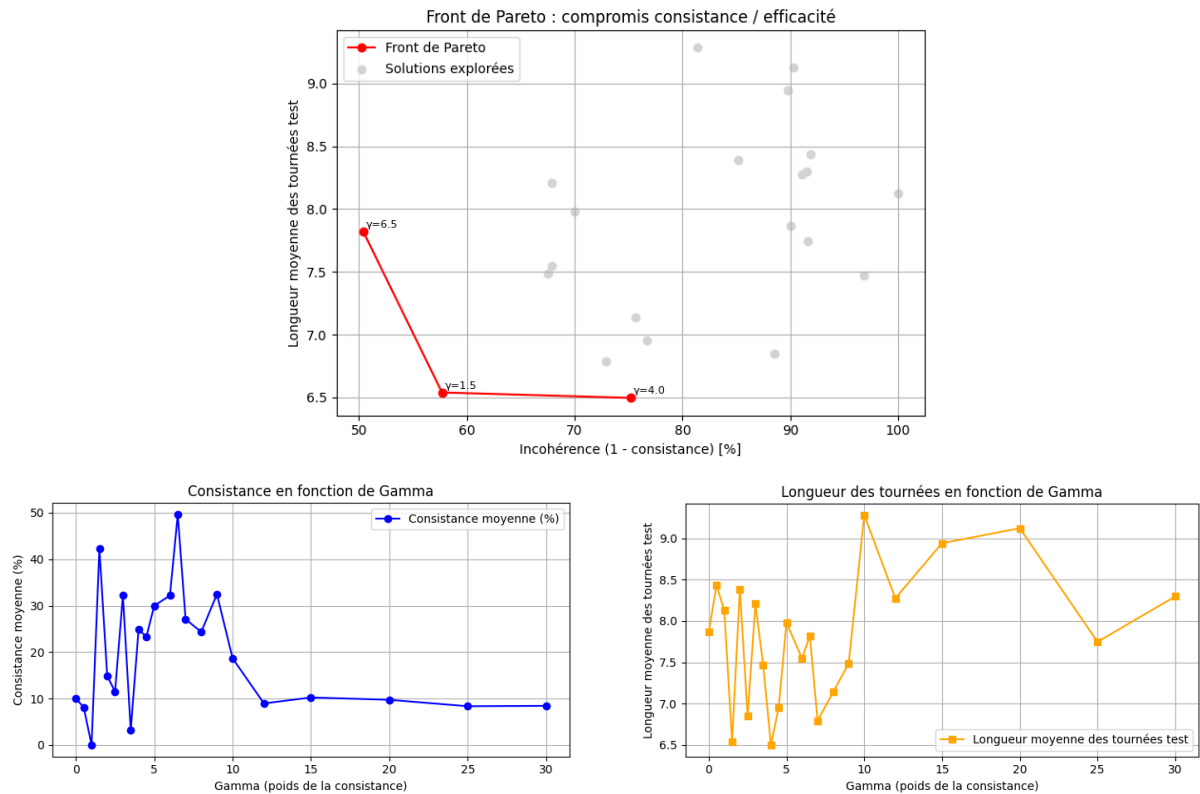 Front de Pareto : compromis consistance / efficacité
Front de Pareto
Solutions explorées
Longueur moyenne des tournées test
9.0
8.5
8.0
7.5
7.0
6.5
γ=6.5
γ=1.5
γ=4.0
50 60 70 80 90 100
Incohérence (1 - consistance) [%]
Consistance en fonction de Gamma
Consistance moyenne (%)
Consistance moyenne (%)
50
40
30
20
10
0
0 5 10 15 20 25 30
Gamma (poids de la consistance)
Longueur des tournées en fonction de Gamma
Longueur moyenne des tournées test
9.0
8.5
8.0
7.5
7.0
6.5
Longueur moyenne des tournées test
0 5 10 15 20 25 30
Gamma (poids de la consistance)